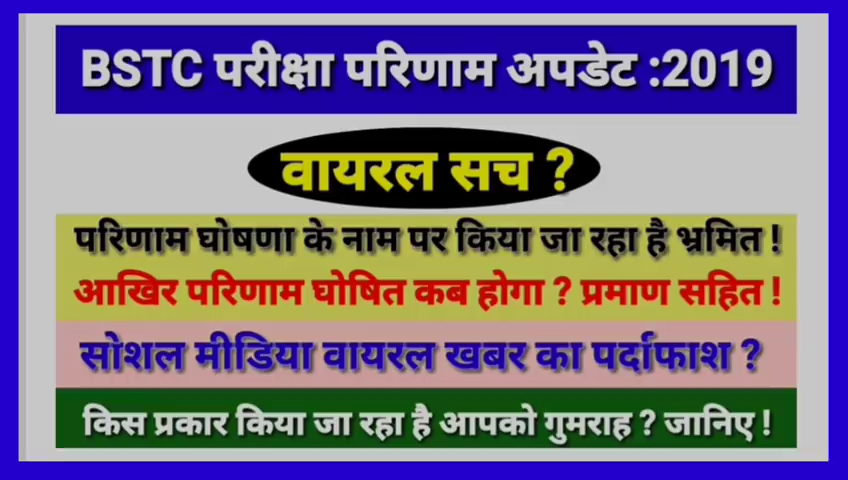 BSTC परीक्षा परिणाम अपडेट :2019
वायरल सच ?
परिणाम घोषणा के नाम पर किया जा रहा है भ्रमित !
आखिर परिणाम घोषित कब होगा ? प्रमाण सहित !
सोशल मीडिया वायरल खबर का पर्दाफाश ?
किस प्रकार किया जा रहा है आपको गुमराह ? जानिए !